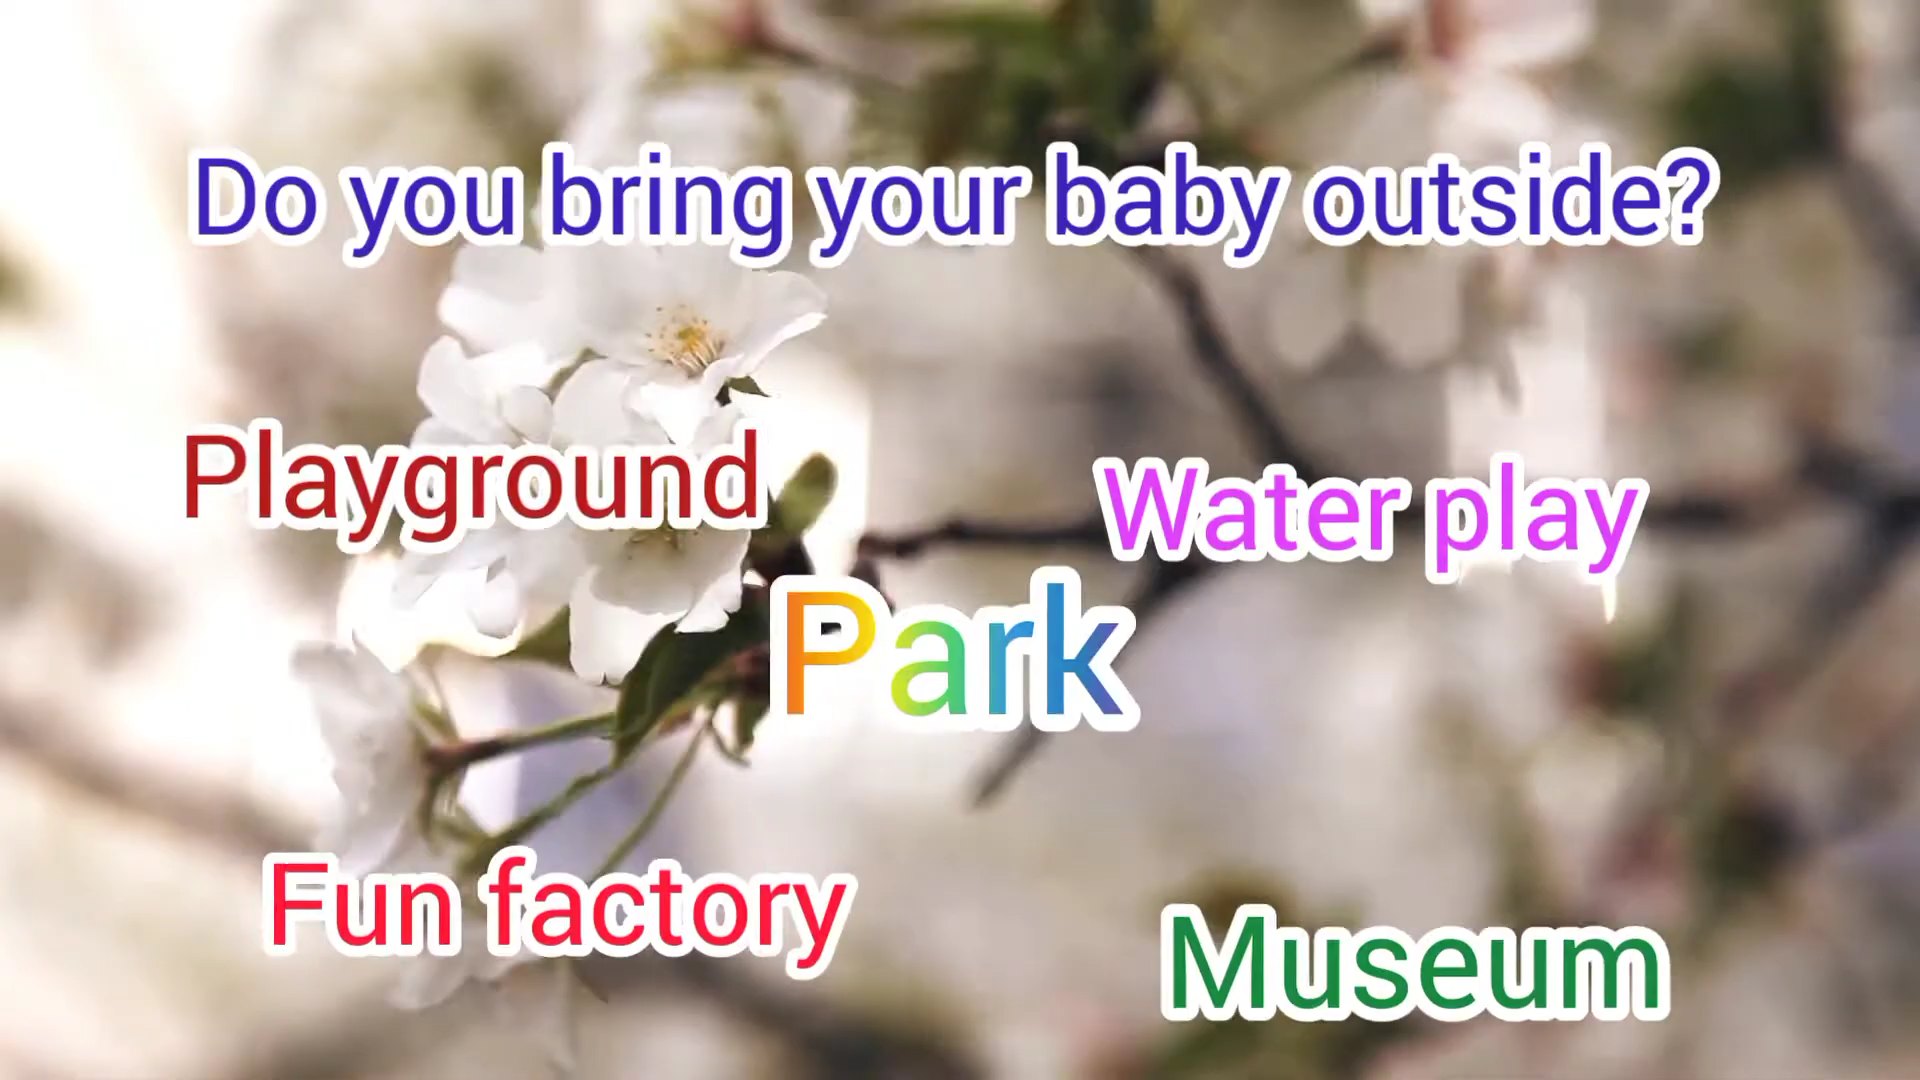 Do you bring your baby outside?
Playground
Water play
Park
Fun factory
Museum